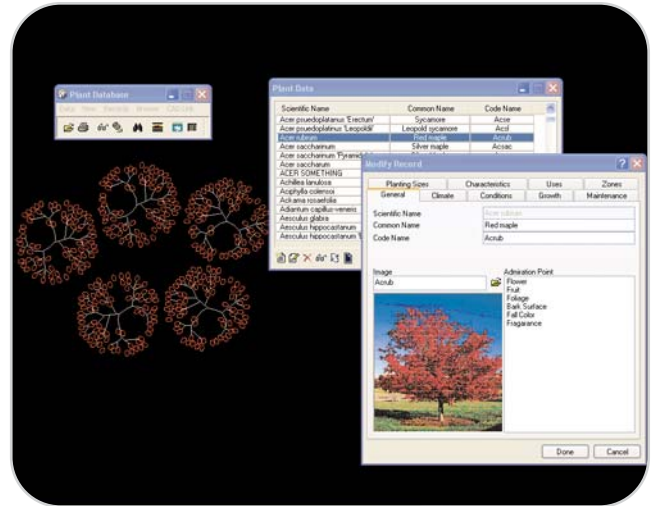 Plant Database
Plant Data
Scientific Name Common Name Code Name
Acer psuedoplatanus 'Erectum' Sycamore Acse
Acer psuedoplatinus 'Leopoldii' Leopold sycamore Acsl
Acer rubrum Red maple Acrub
Acer saccharinum Silver maple Acsac
Acer saccharinum 'Pyramidale'
Acer saccharum
ACER SOMETHING
Achillea lanulosa
Aciphylla colensoi
Ackama rosaefolia
Adiantum capillus-veneris
Aesculus glabra
Aesculus hippocastanum
Aesculus hippocastanum
Modify Record
Planting Sizes Characteristics Uses Zones
General Climate Conditions Growth Maintenance
Scientific Name Acer rubrum
Common Name Red maple
Code Name Acrub
Image Admiration Point
Acrub
Flower
Fruit
Foliage
Bark Surface
Fall Color
Fragarance
Done Cancel